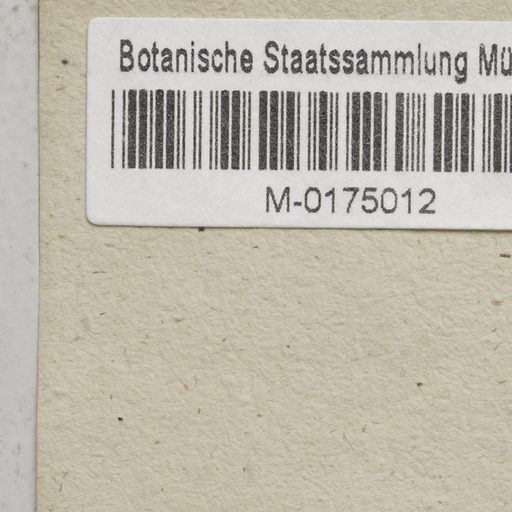 Botanische Staatssammlung Mü
M-0175012